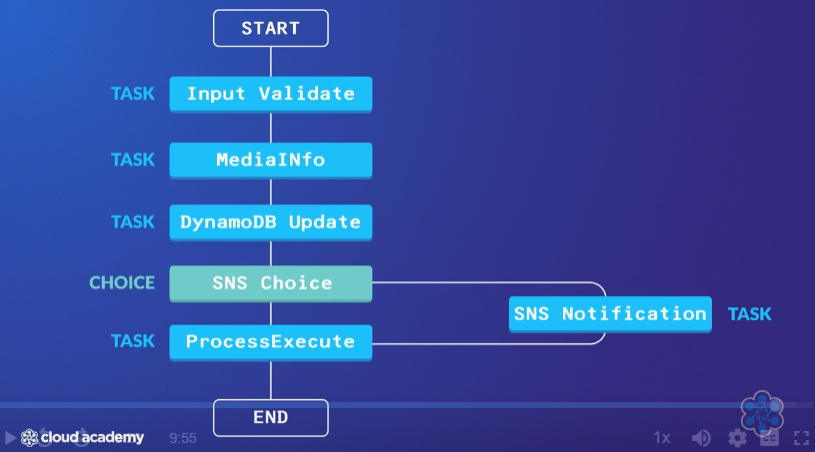 START
TASK Input Validate
TASK MediaINfo
TASK DynamoDB Update
CHOICE SNS Choice
SNS Notification TASK
TASK ProcessExecute
END
cloud academy 9:55 1x CC